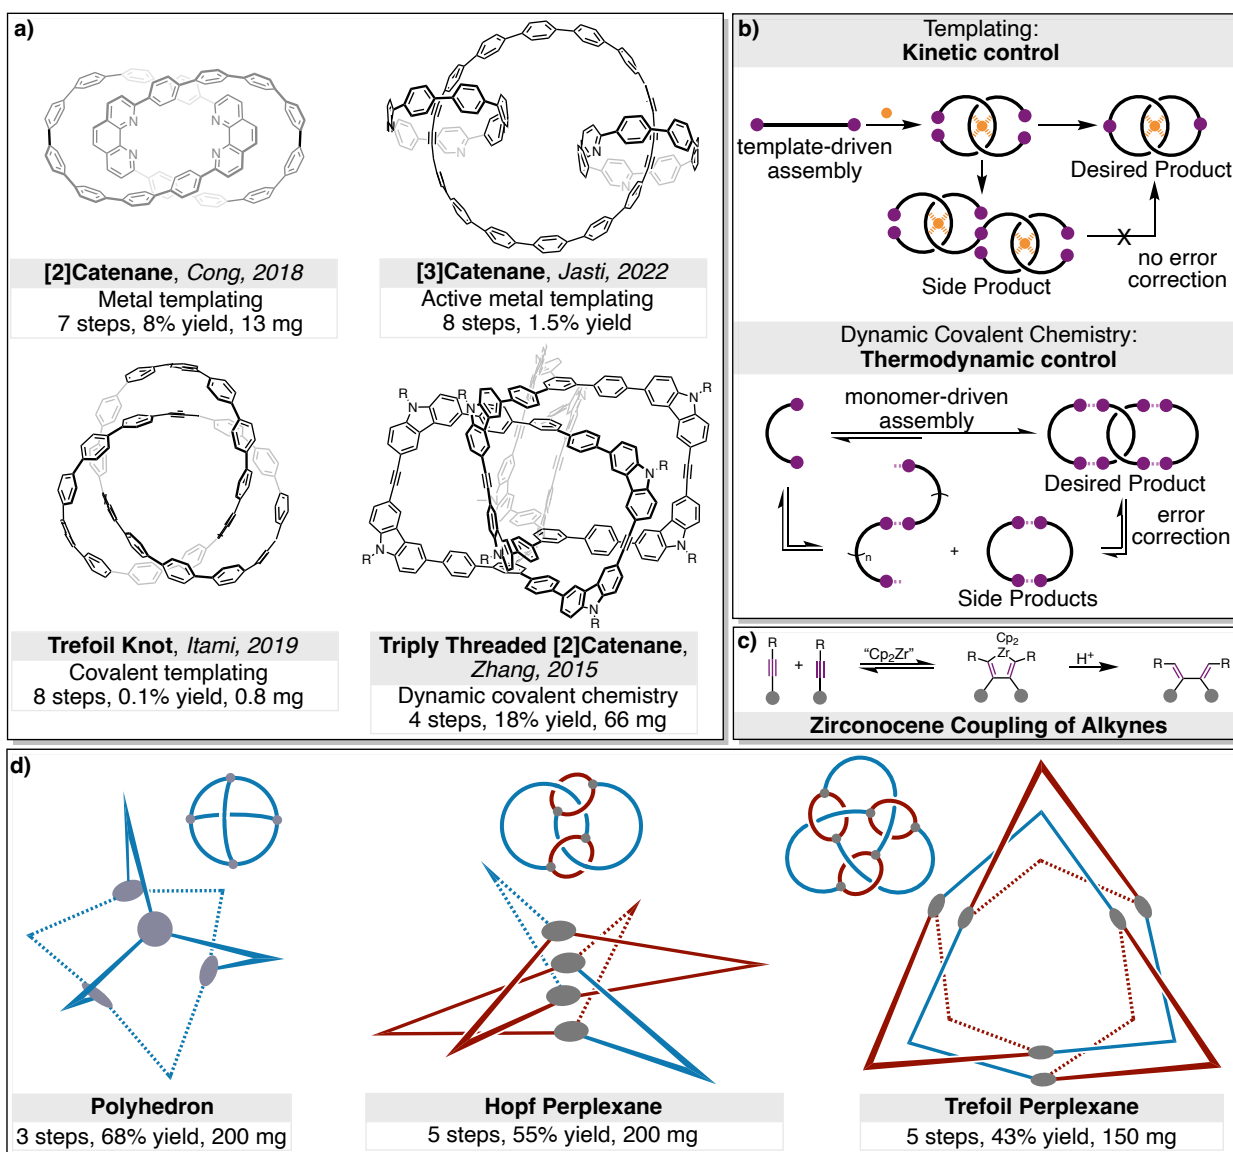 a)
[2]Catenane, Cong, 2018
Metal templating
7 steps, 8% yield, 13 mg
[3]Catenane, Jasti, 2022
Active metal templating
8 steps, 1.5% yield
Trefoil Knot, Itami, 2019
Covalent templating
8 steps, 0.1% yield, 0.8 mg
Triply Threaded [2]Catenane,
Zhang, 2015
Dynamic covalent chemistry
4 steps, 18% yield, 66 mg
N
N
N
N
N
N
N
N
R
N
R
N
N
R
N
R
N
R
N
R
N
R
b)
Templating:
Kinetic control
template-driven
assembly
Desired Product
Side Product
X
no error
correction
Dynamic Covalent Chemistry:
Thermodynamic control
monomer-driven
assembly
Desired Product
error
correction
n
+
Side Products
c)
R
+
R
“Cp2Zr”
Cp2
Zr
R
R
H+
R
R
Zirconocene Coupling of Alkynes
d)
Polyhedron
3 steps, 68% yield, 200 mg
Hopf Perplexane
5 steps, 55% yield, 200 mg
Trefoil Perplexane
5 steps, 43% yield, 150 mg